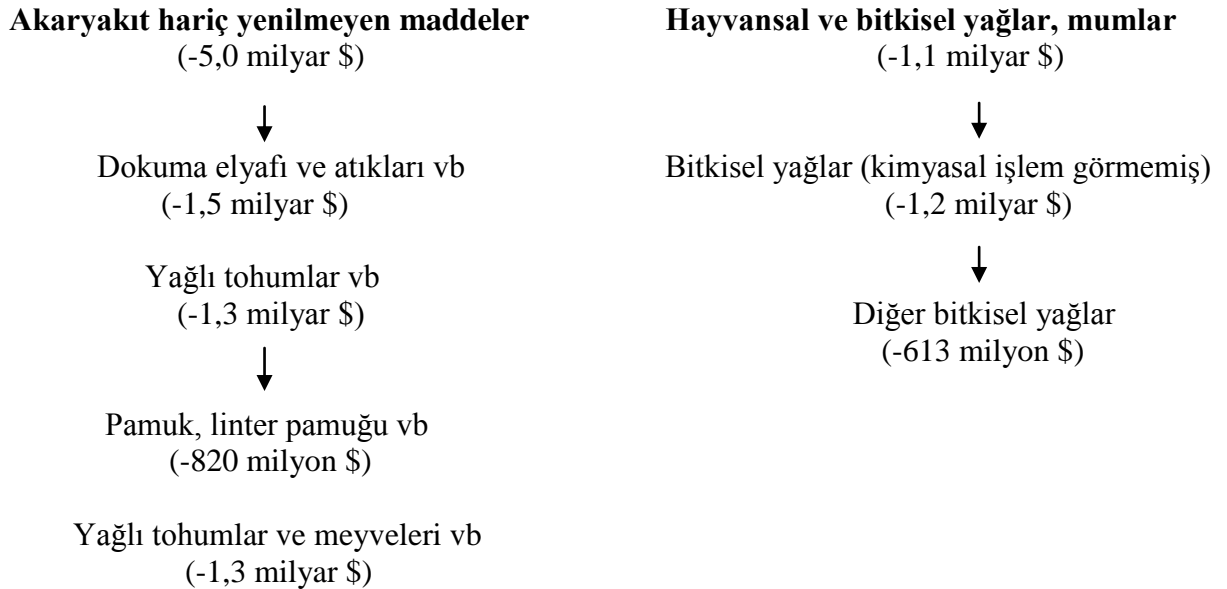 Akaryakıt hariç yenilmeyen maddeler
(-5,0 milyar $)
Dokuma elyafı ve atıkları vb
(-1,5 milyar $)
Yağlı tohumlar vb
(-1,3 milyar $)
Pamuk, linter pamuğu vb
(-820 milyon $)
Yağlı tohumlar ve meyveleri vb
(-1,3 milyar $)
Hayvansal ve bitkisel yağlar, mumlar
(-1,1 milyar $)
Bitkisel yağlar (kimyasal işlem görmemiş)
(-1,2 milyar $)
Diğer bitkisel yağlar
(-613 milyon $)